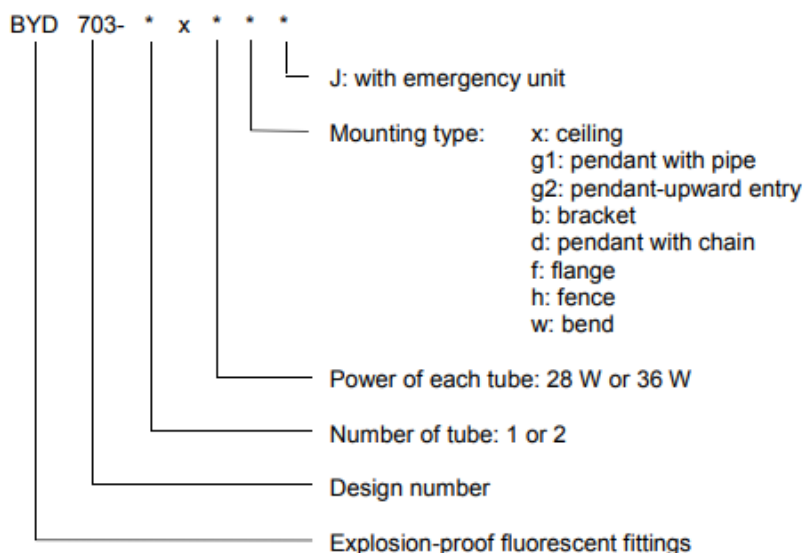 BYD 703- * x * * *
J: with emergency unit
Mounting type: x: ceiling
g1: pendant with pipe
g2: pendant-upward entry
b: bracket
d: pendant with chain
f: flange
h: fence
w: bend
Power of each tube: 28 W or 36 W
Number of tube: 1 or 2
Design number
Explosion-proof fluorescent fittings